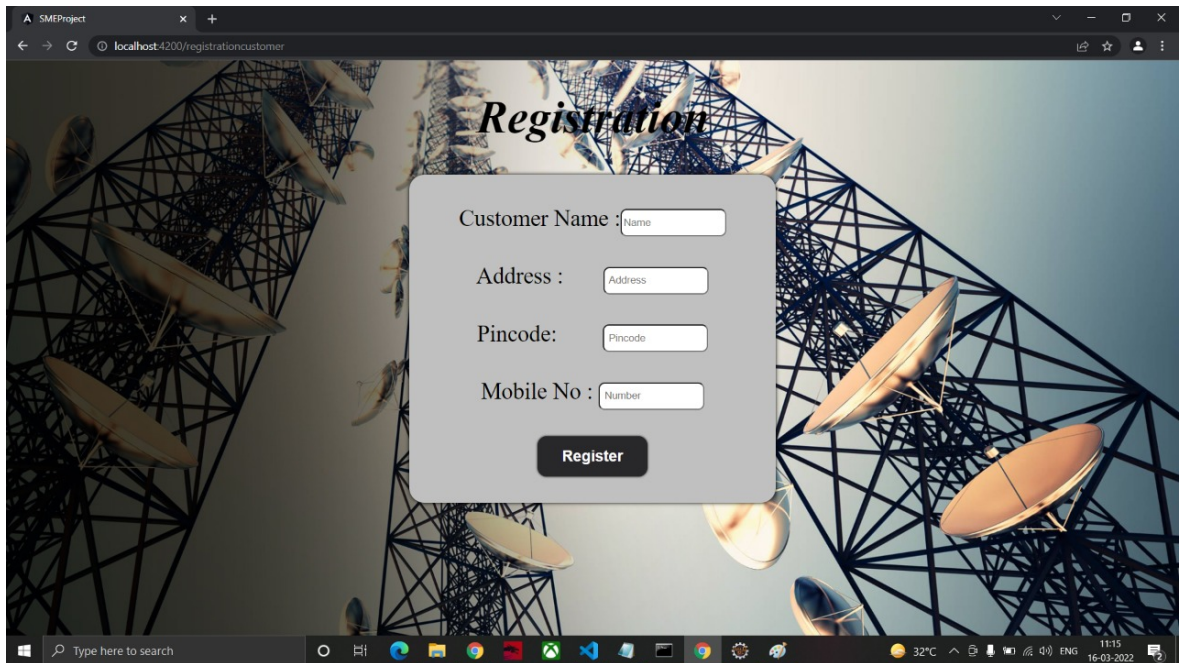 SMEProject
localhost:4200/registrationcustomer
Registration
Customer Name : Name
Address : Address
Pincode: Pincode
Mobile No : Number
Register
Type here to search
32°C ENG 11:15
16-03-2022
2